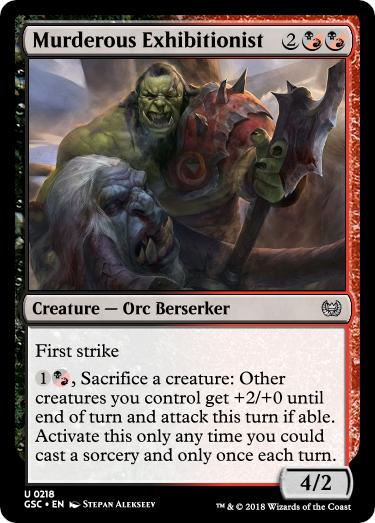 Murderous Exhibitionist 2
Creature — Orc Berserker
First strike
1 , Sacrifice a creature: Other
creatures you control get +2/+0 until
end of turn and attack this turn if able.
Activate this only any time you could
cast a sorcery and only once each turn.
4/2
U 0218
GSC • EN Stepan Alekseev
™ & © 2018 Wizards of the Coast